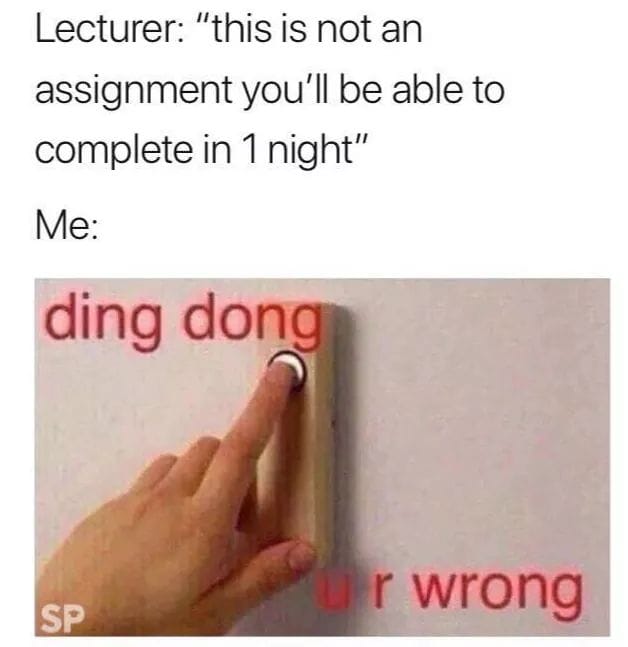 Lecturer: “this is not an
assignment you’ll be able to
complete in 1 night”
Me:
ding dong
u r wrong
SP